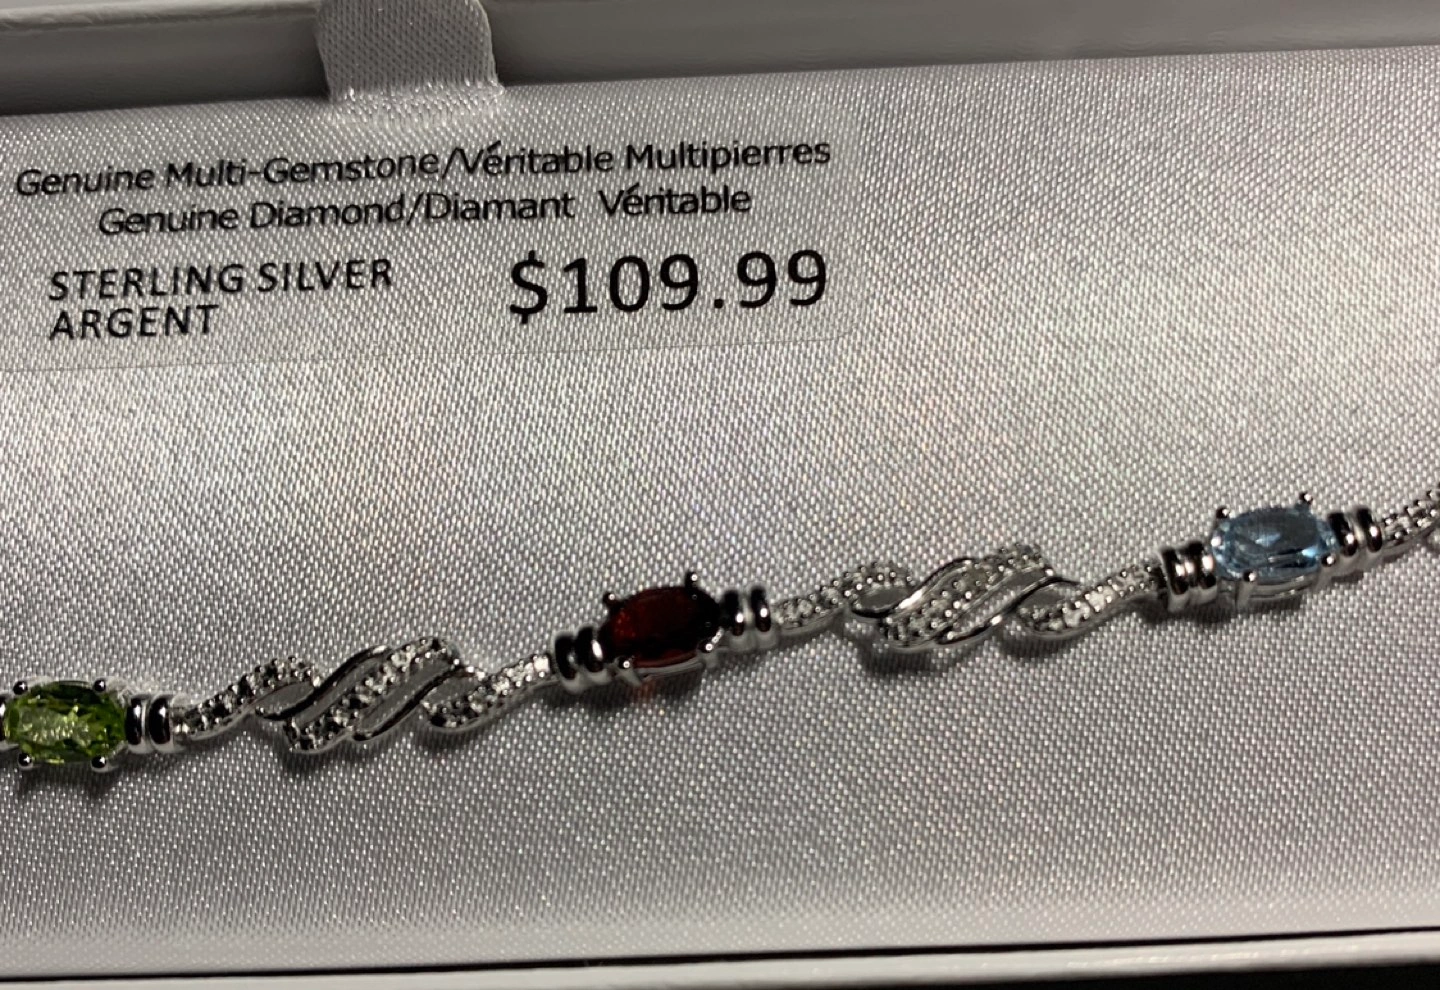 Genuine Multi-Gemstone/Véritable Multipierres
Genuine Diamond/Diamant Véritable
STERLING SILVER
ARGENT
$109.99